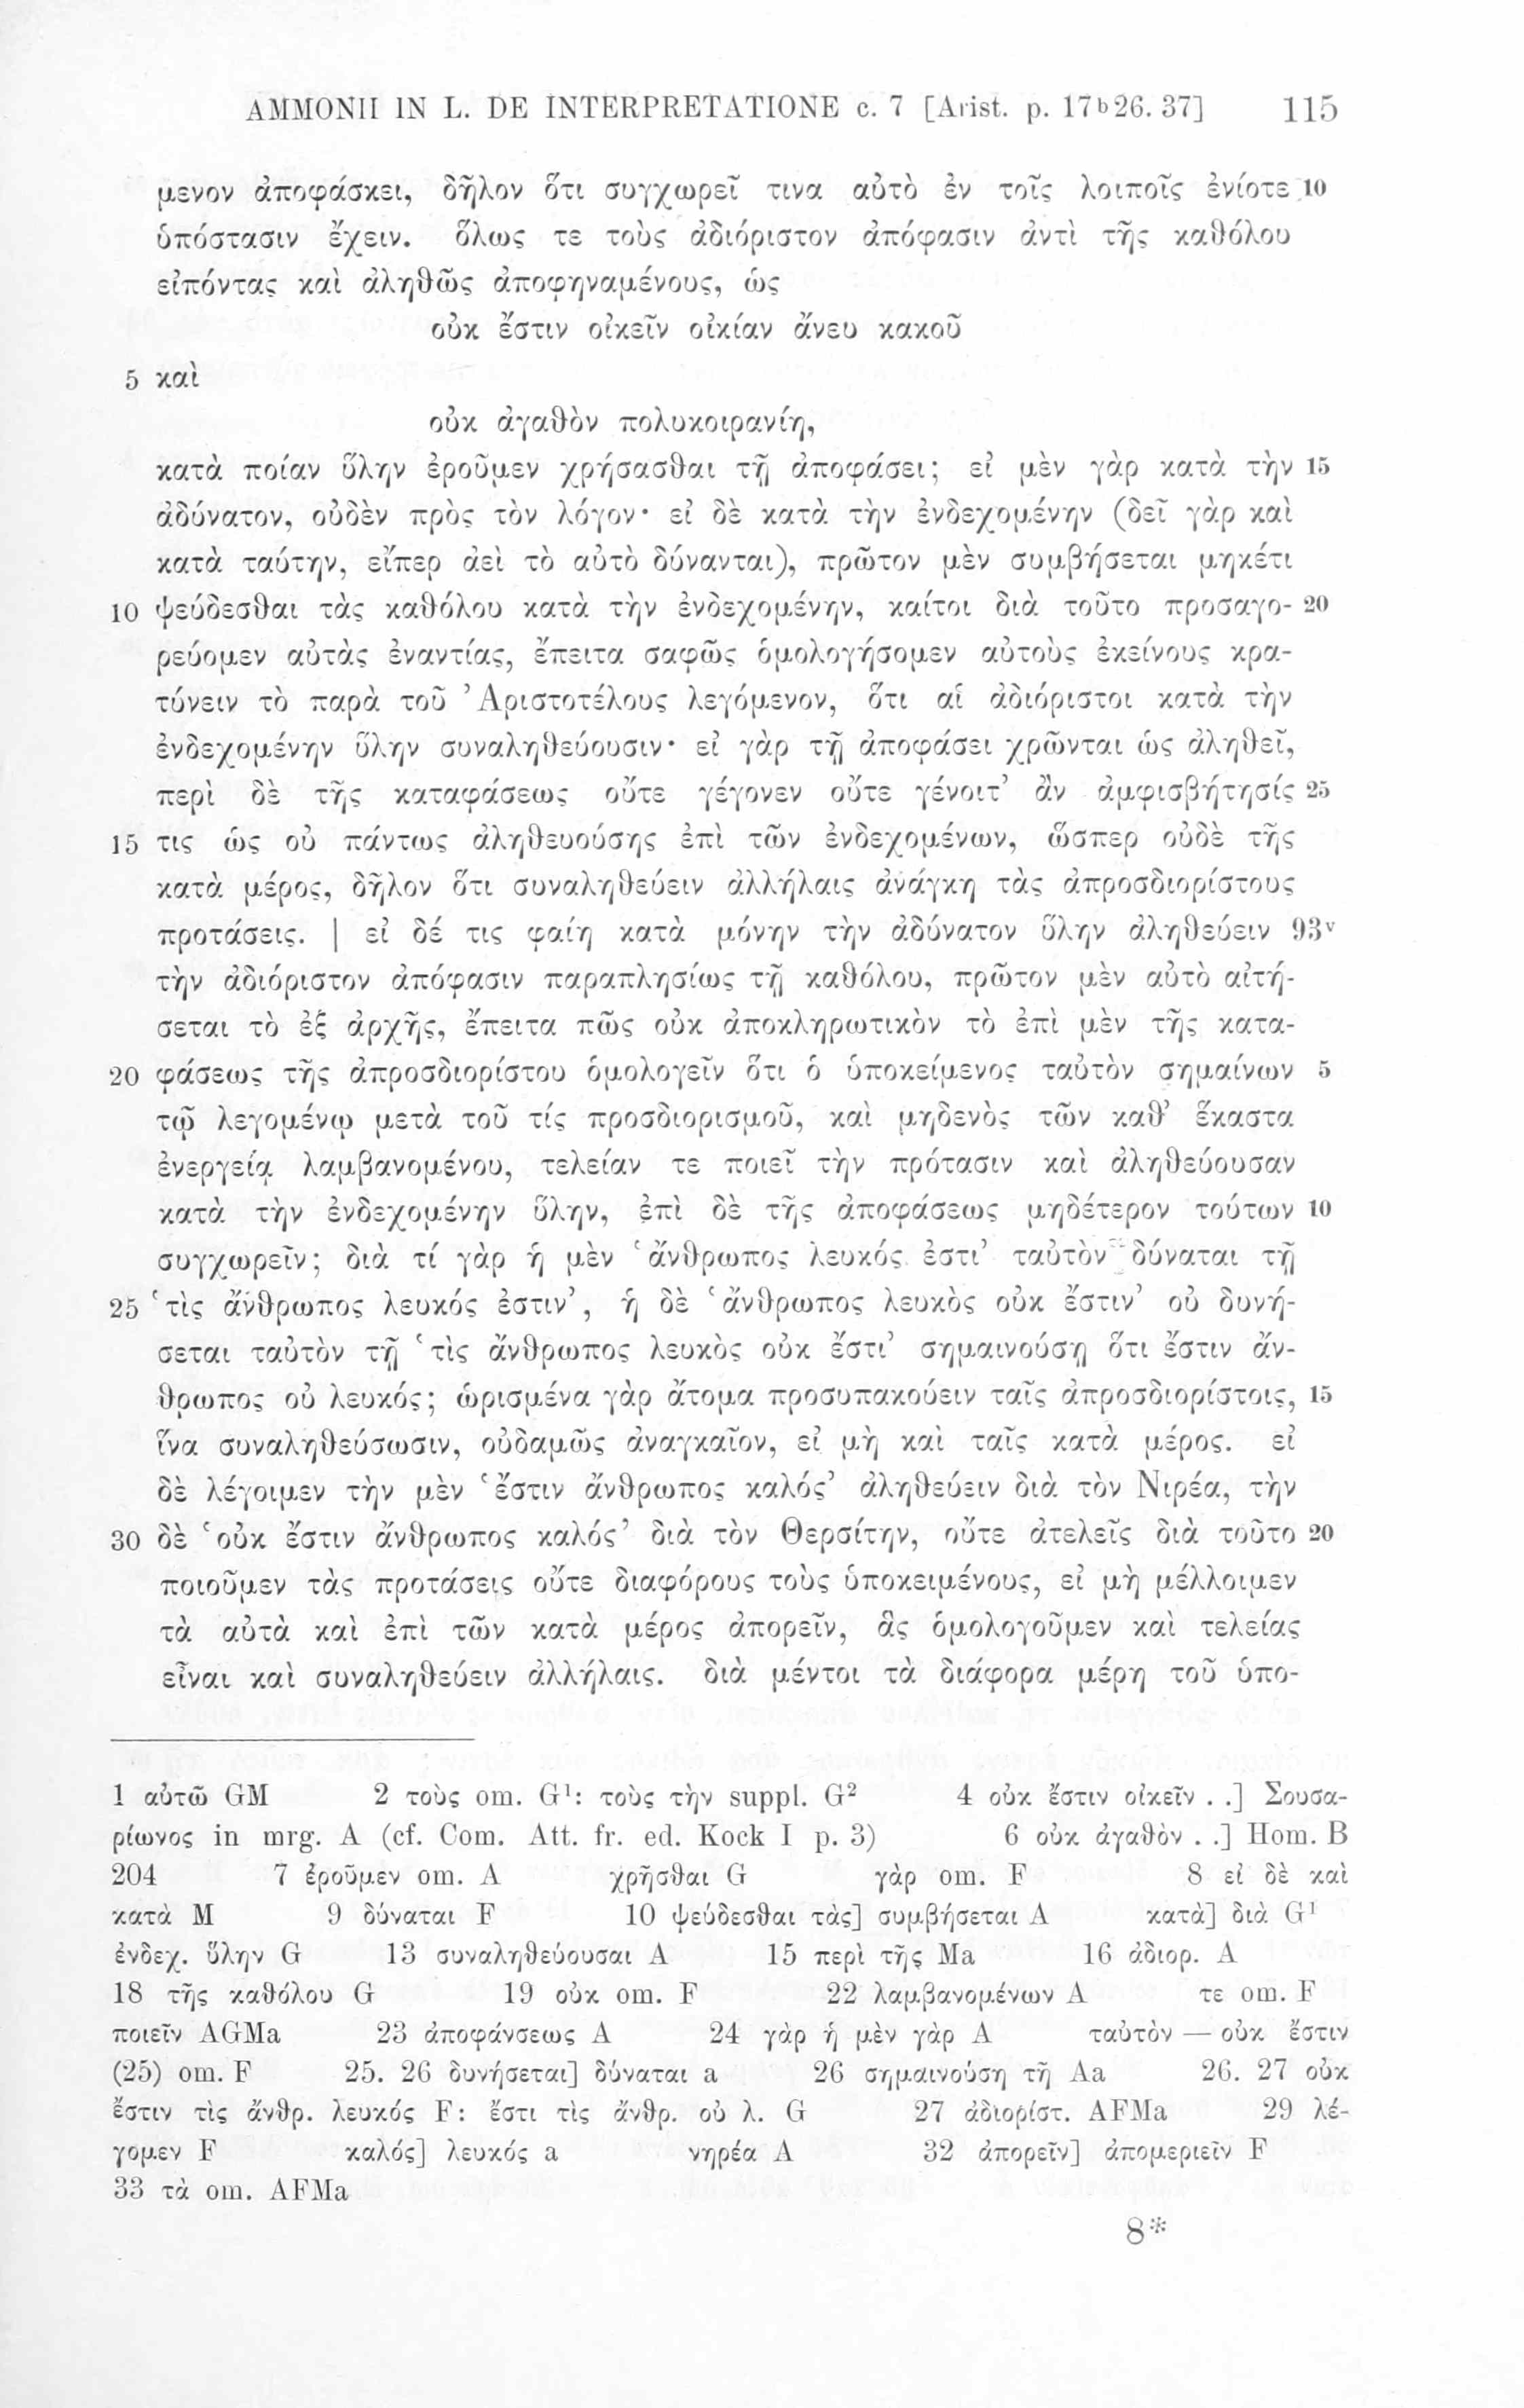 AMMONII IN L. DE INTERPRETATIONE c. 7 [Arist. p. 17ᵇ26. 37] 115
μενον ἀποφάσκει, δῆλον ὅτι συγχωρεῖ τινα αὐτὸ ἐν τοῖς λοιποῖς ἐνίοτε 10
ὑπόστασιν ἔχειν. ὅλως τε τοὺς ἀδιόριστον ἀπόφασιν ἀντὶ τῆς καθόλου
εἰπόντας καὶ ἀληθῶς ἀποφηναμένους, ὡς
οὐκ ἔστιν οἰκεῖν οἰκίαν ἄνευ κακοῦ
5 καὶ
οὐκ ἀγαθὸν πολυκοιρανίη,
κατὰ ποίαν ὕλην ἐροῦμεν χρήσασθαι τῇ ἀποφάσει; εἰ μὲν γὰρ κατὰ τὴν 15
ἀδύνατον, οὐδὲν πρὸς τὸν λόγον· εἰ δὲ κατὰ τὴν ἐνδεχομένην (δεῖ γὰρ καὶ
κατὰ ταύτην, εἴπερ ἀεὶ τὸ αὐτὸ δύνανται), πρῶτον μὲν συμβήσεται μηκέτι
10 ψεύδεσθαι τὰς καθόλου κατὰ τὴν ἐνδεχομένην, καίτοι διὰ τοῦτο προσαγο- 20
ρεύομεν αὐτὰς ἐναντίας, ἔπειτα σαφῶς ὁμολογήσομεν αὐτοὺς ἐκείνους κρα-
τύνειν τὸ παρὰ τοῦ Ἀριστοτέλους λεγόμενον, ὅτι αἱ ἀδιόριστοι κατὰ τὴν
ἐνδεχομένην ὕλην συναληθεύουσιν· εἰ γὰρ τῇ ἀποφάσει χρῶνται ὡς ἀληθεῖ,
περὶ δὲ τῆς καταφάσεως οὔτε γέγονεν οὔτε γένοιτ’ ἂν ἀμφισβήτησίς 25
15 τις ὡς οὐ πάντως ἀληθευούσης ἐπὶ τῶν ἐνδεχομένων, ὥσπερ οὐδὲ τῆς
κατὰ μέρος, δῆλον ὅτι συναληθεύειν ἀλλήλαις ἀνάγκη τὰς ἀπροσδιορίστους
προτάσεις. | εἰ δέ τις φαίη κατὰ μόνην τὴν ἀδύνατον ὕλην ἀληθεύειν 93ᵛ
τὴν ἀδιόριστον ἀπόφασιν παραπλησίως τῇ καθόλου, πρῶτον μὲν αὐτὸ αἰτή-
σεται τὸ ἐξ ἀρχῆς, ἔπειτα πῶς οὐκ ἀποκληρωτικὸν τὸ ἐπὶ μὲν τῆς κατα-
20 φάσεως τῆς ἀπροσδιορίστου ὁμολογεῖν ὅτι ὁ ὑποκείμενος ταὐτὸν σημαίνων 5
τῷ λεγομένῳ μετὰ τοῦ τίς προσδιορισμοῦ, καὶ μηδενὸς τῶν καθ’ ἕκαστα
ἐνεργείᾳ λαμβανομένου, τελείαν τε ποιεῖ τὴν πρότασιν καὶ ἀληθεύουσαν
κατὰ τὴν ἐνδεχομένην ὕλην, ἐπὶ δὲ τῆς ἀποφάσεως μηδέτερον τούτων 10
συγχωρεῖν; διὰ τί γὰρ ἡ μὲν ‘ἄνθρωπος λευκός ἐστι’ ταὐτὸν δύναται τῇ
25 ‘τὶς ἄνθρωπος λευκός ἐστιν’, ἡ δὲ ‘ἄνθρωπος λευκὸς οὐκ ἔστιν’ οὐ δυνή-
σεται ταὐτὸν τῇ ‘τὶς ἄνθρωπος λευκὸς οὐκ ἔστι’ σημαινούσῃ ὅτι ἔστιν ἄν-
θρωπος οὐ λευκός; ὡρισμένα γὰρ ἄτομα προσυπακούειν ταῖς ἀπροσδιορίστοις, 15
ἵνα συναληθεύσωσιν, οὐδαμῶς ἀναγκαῖον, εἰ μὴ καὶ ταῖς κατὰ μέρος. εἰ
δὲ λέγοιμεν τὴν μὲν ‘ἔστιν ἄνθρωπος καλός’ ἀληθεύειν διὰ τὸν Νιρέα, τὴν
30 δὲ ‘οὐκ ἔστιν ἄνθρωπος καλός’ διὰ τὸν Θερσίτην, οὔτε ἀτελεῖς διὰ τοῦτο 20
ποιοῦμεν τὰς προτάσεις οὔτε διαφόρους τοὺς ὑποκειμένους, εἰ μὴ μέλλοιμεν
τὰ αὐτὰ καὶ ἐπὶ τῶν κατὰ μέρος ἀπορεῖν, ἃς ὁμολογοῦμεν καὶ τελείας
εἶναι καὶ συναληθεύειν ἀλλήλαις. διὰ μέντοι τὰ διάφορα μέρη τοῦ ὑπο-
1 αὐτῶ GM 2 τοὺς om. G¹: τοὺς τὴν suppl. G² 4 οὐκ ἔστιν οἰκεῖν . .] Σουσα-
ρίωνος in mrg. A (cf. Com. Att. fr. ed. Kock I p. 3) 6 οὐκ ἀγαθὸν . .] Hom. B
204 7 ἐροῦμεν om. A χρῆσθαι G γὰρ om. F 8 εἰ δὲ καὶ
κατὰ M 9 δύναται F 10 ψεύδεσθαι τὰς] συμβήσεται A κατὰ] διὰ G¹
ἐνδεχ. ὕλην G 13 συναληθεύουσαι A 15 περὶ τῆς Ma 16 ἀδιορ. A
18 τῆς καθόλου G 19 οὐκ om. F 22 λαμβανομένων A τε om. F
ποιεῖν AGMa 23 ἀποφάνσεως A 24 γὰρ ἡ μὲν γὰρ A ταὐτὸν — οὐκ ἔστιν
(25) om. F 25. 26 δυνήσεται] δύναται a 26 σημαινούση τῆ Aa 26. 27 οὐκ
ἔστιν τὶς ἄνθρ. λευκός F: ἔστι τὶς ἄνθρ. οὐ λ. G 27 ἀδιορίστ. AFMa 29 λέ-
γομεν F καλός] λευκός a νηρέα A 32 ἀπορεῖν] ἀπομεριεῖν F
33 τὰ om. AFMa
8*